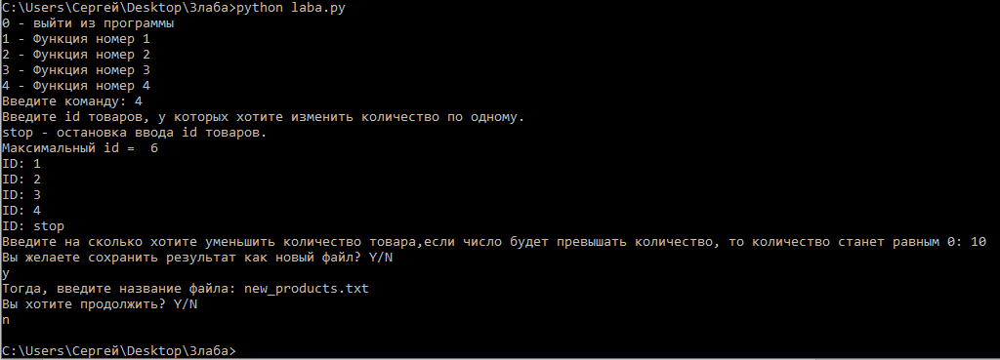 C:\Users\Сергей\Desktop\3лаба>python laba.py
0 - выйти из программы
1 - Функция номер 1
2 - Функция номер 2
3 - Функция номер 3
4 - Функция номер 4
Введите команду: 4
Введите id товаров, у которых хотите изменить количество по одному.
stop - остановка ввода id товаров.
Максимальный id =  6
ID: 1
ID: 2
ID: 3
ID: 4
ID: stop
Введите на сколько хотите уменьшить количество товара,если число будет превышать количество, то количество станет равным 0: 10
Вы желаете сохранить результат как новый файл? Y/N
y
Тогда, введите название файла: new_products.txt
Вы хотите продолжить? Y/N
n
C:\Users\Сергей\Desktop\3лаба>